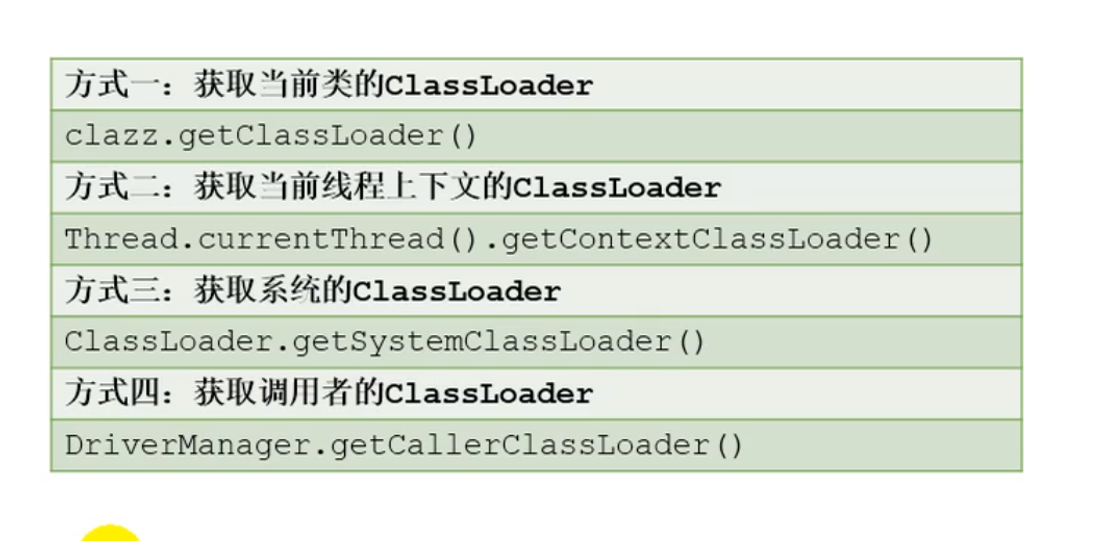 方式一：获取当前类的ClassLoader
clazz.getClassLoader()
方式二：获取当前线程上下文的ClassLoader
Thread.currentThread().getContextClassLoader()
方式三：获取系统的ClassLoader
ClassLoader.getSystemClassLoader()
方式四：获取调用者的ClassLoader
DriverManager.getCallerClassLoader()